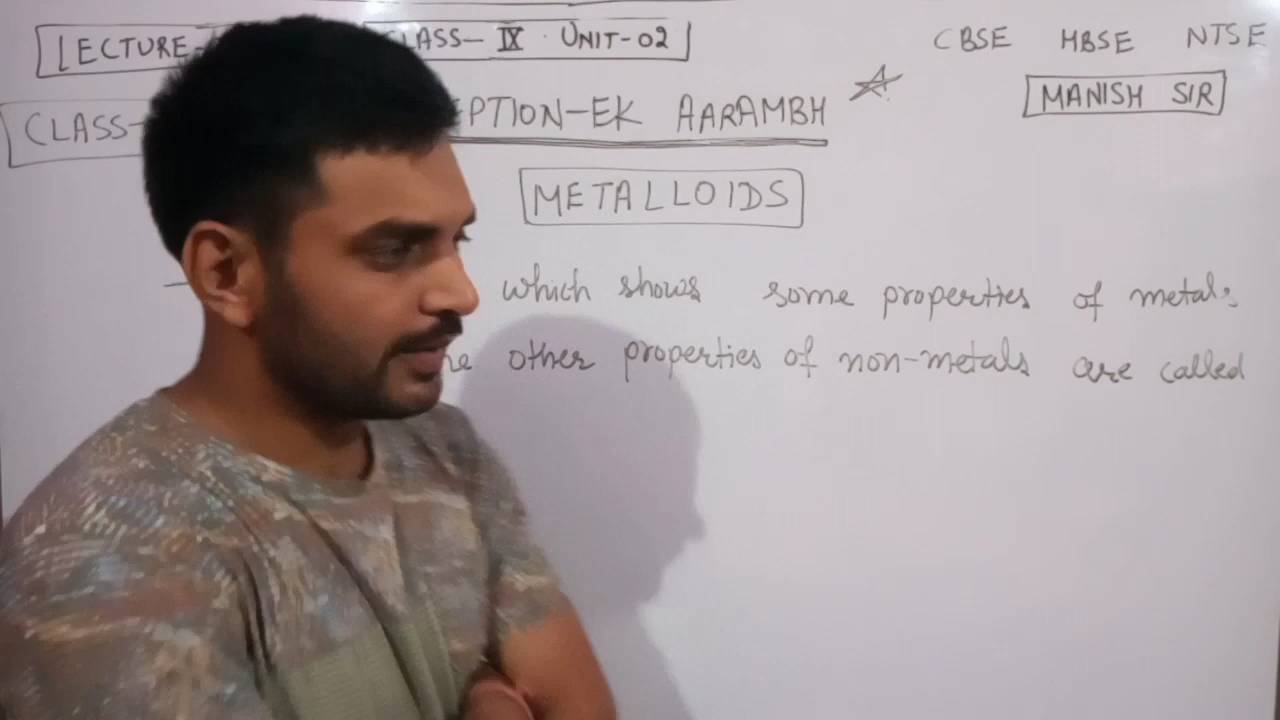 LECTURE- CLASS- IX · UNIT-02
CBSE HBSE NTSE
CLASS- EPTION-EK AARAMBH
MANISH SIR
METALLOIDS
which shows some properties of metals
other properties of non-metals are called